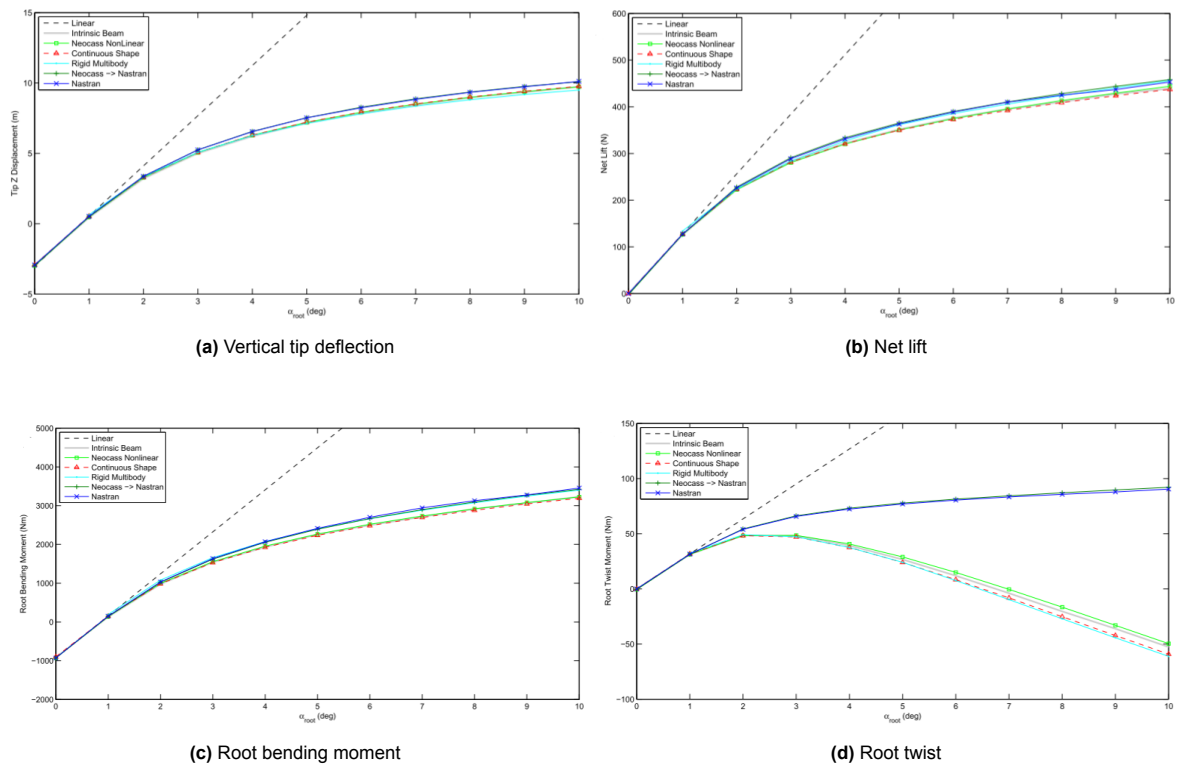 15
10
5
0
−5
Tip Z Displacement (m)
Linear
Intrinsic Beam
Neocass NonLinear
Continuous Shape
Rigid Multibody
Neocass −> Nastran
Nastran
0 1 2 3 4 5 6 7 8 9 10
α_root (deg)
(a) Vertical tip deflection
600
500
400
300
200
100
0
Net Lift (N)
Linear
Intrinsic Beam
Neocass Nonlinear
Continuous Shape
Rigid Multibody
Neocass −> Nastran
Nastran
0 1 2 3 4 5 6 7 8 9 10
α_root (deg)
(b) Net lift
5000
4000
3000
2000
1000
0
−1000
−2000
Root Bending Moment (Nm)
Linear
Intrinsic Beam
Neocass Nonlinear
Continuous Shape
Rigid Multibody
Neocass −> Nastran
Nastran
0 1 2 3 4 5 6 7 8 9 10
α_root (deg)
(c) Root bending moment
150
100
50
0
−50
−100
Root Twist Moment (Nm)
Linear
Intrinsic Beam
Neocass Nonlinear
Continuous Shape
Rigid Multibody
Neocass −> Nastran
Nastran
0 1 2 3 4 5 6 7 8 9 10
α_root (deg)
(d) Root twist